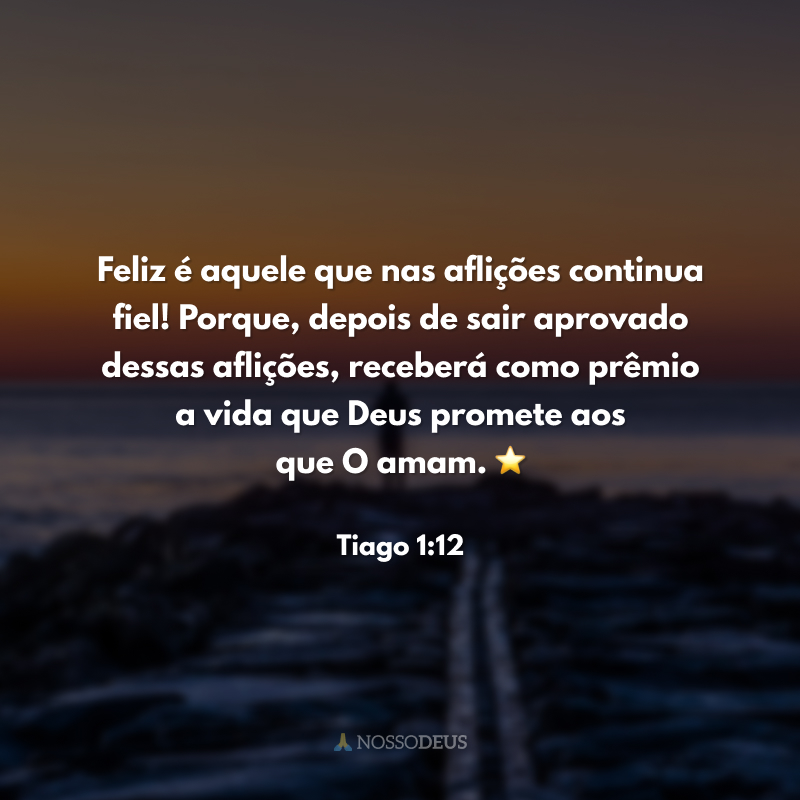 Feliz é aquele que nas aflições continua
fiel! Porque, depois de sair aprovado
dessas aflições, receberá como prêmio
a vida que Deus promete aos
que O amam. ⭐
Tiago 1:12
🙏 NOSSODEUS